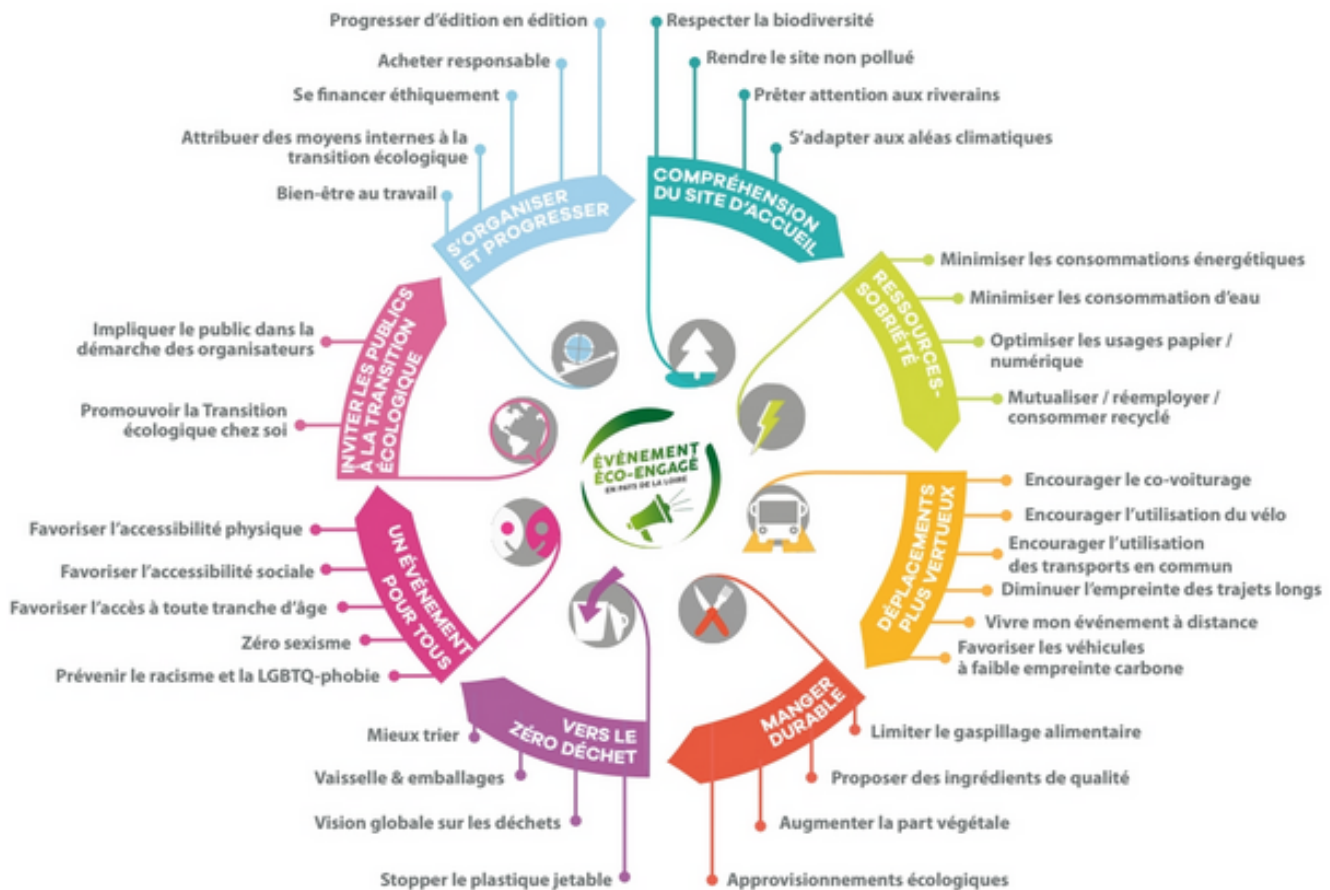 Progresser d'édition en édition
Acheter responsable
Se financer éthiquement
Attribuer des moyens internes à la
transition écologique
Bien-être au travail
S'ORGANISER
ET PROGRESSER
Respecter la biodiversité
Rendre le site non pollué
Prêter attention aux riverains
S'adapter aux aléas climatiques
COMPRÉHENSION
DU SITE D'ACCUEIL
Minimiser les consommations énergétiques
Minimiser les consommation d'eau
Optimiser les usages papier /
numérique
Mutualiser / réemployer /
consommer recyclé
RESSOURCES-
SOBRIÉTÉ
Encourager le co-voiturage
Encourager l'utilisation du vélo
Encourager l'utilisation
des transports en commun
Diminuer l'empreinte des trajets longs
Vivre mon événement à distance
Favoriser les véhicules
à faible empreinte carbone
DÉPLACEMENTS
PLUS VERTUEUX
MANGER
DURABLE
Limiter le gaspillage alimentaire
Proposer des ingrédients de qualité
Augmenter la part végétale
Approvisionnements écologiques
VERS LE
ZÉRO DÉCHET
Mieux trier
Vaisselle & emballages
Vision globale sur les déchets
Stopper le plastique jetable
UN ÉVÉNEMENT
POUR TOUS
Favoriser l'accessibilité physique
Favoriser l'accessibilité sociale
Favoriser l'accès à toute tranche d'âge
Zéro sexisme
Prévenir le racisme et la LGBTQ-phobie
INVITER LES PUBLICS
À LA TRANSITION
ÉCOLOGIQUE
Impliquer le public dans la
démarche des organisateurs
Promouvoir la Transition
écologique chez soi
ÉVÉNEMENT
ÉCO-ENGAGÉ
EN PAYS DE LA LOIRE